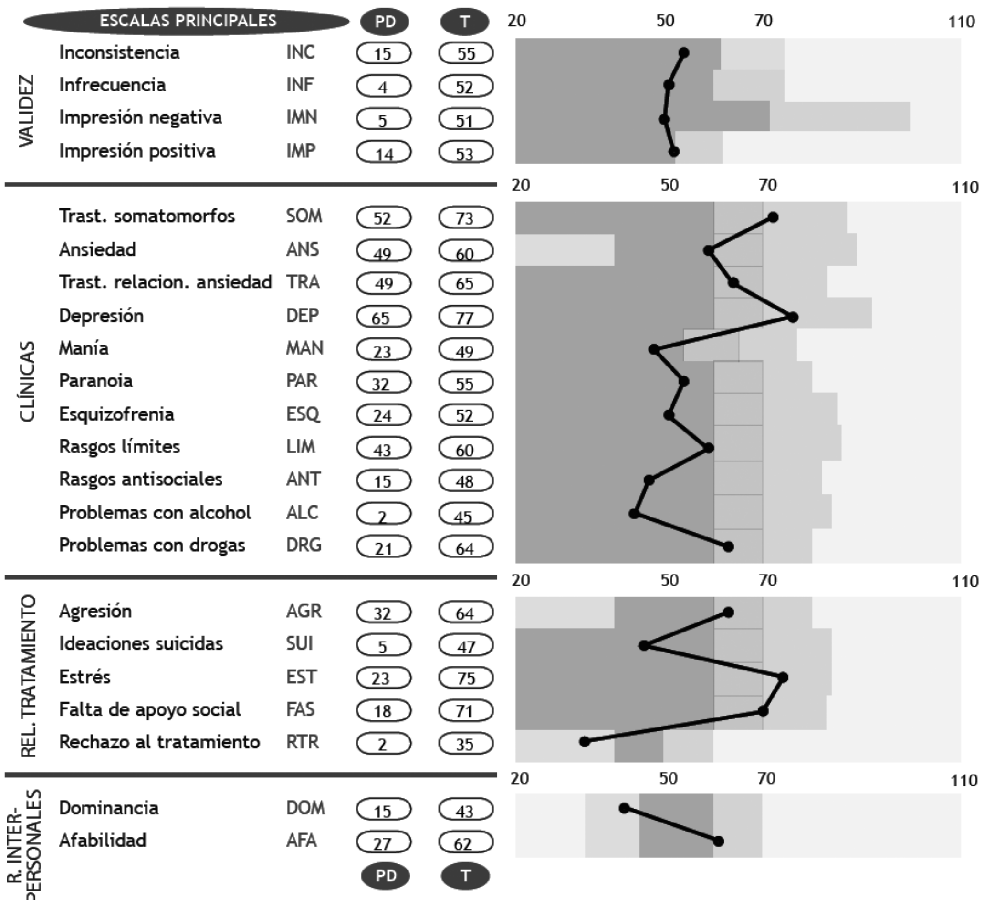 ESCALAS PRINCIPALES PD T 20 50 70 110
VALIDEZ
Inconsistencia INC 15 55
Infrecuencia INF 4 52
Impresión negativa IMN 5 51
Impresión positiva IMP 14 53
20 50 70 110
CLÍNICAS
Trast. somatomorfos SOM 52 73
Ansiedad ANS 49 60
Trast. relacion. ansiedad TRA 49 65
Depresión DEP 65 77
Manía MAN 23 49
Paranoia PAR 32 55
Esquizofrenia ESQ 24 52
Rasgos límites LIM 43 60
Rasgos antisociales ANT 15 48
Problemas con alcohol ALC 2 45
Problemas con drogas DRG 21 64
20 50 70 110
REL. TRATAMIENTO
Agresión AGR 32 64
Ideaciones suicidas SUI 5 47
Estrés EST 23 75
Falta de apoyo social FAS 18 71
Rechazo al tratamiento RTR 2 35
20 50 70 110
R. INTER-
PERSONALES
Dominancia DOM 15 43
Afabilidad AFA 27 62
PD T